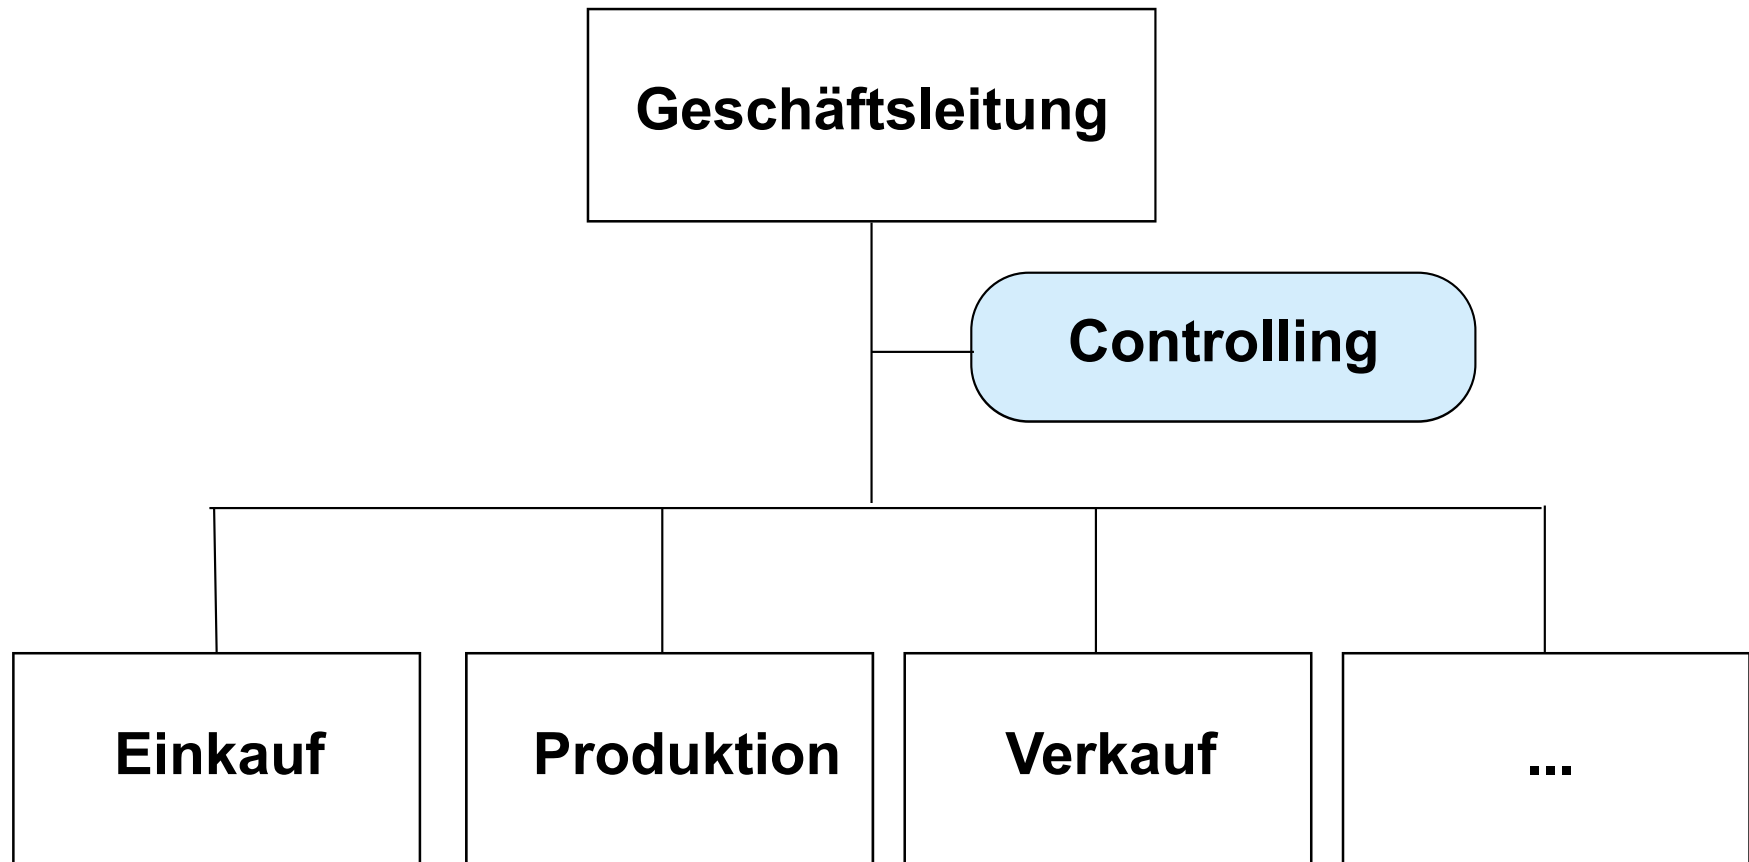 Geschäftsleitung
Controlling
Einkauf
Produktion
Verkauf
...